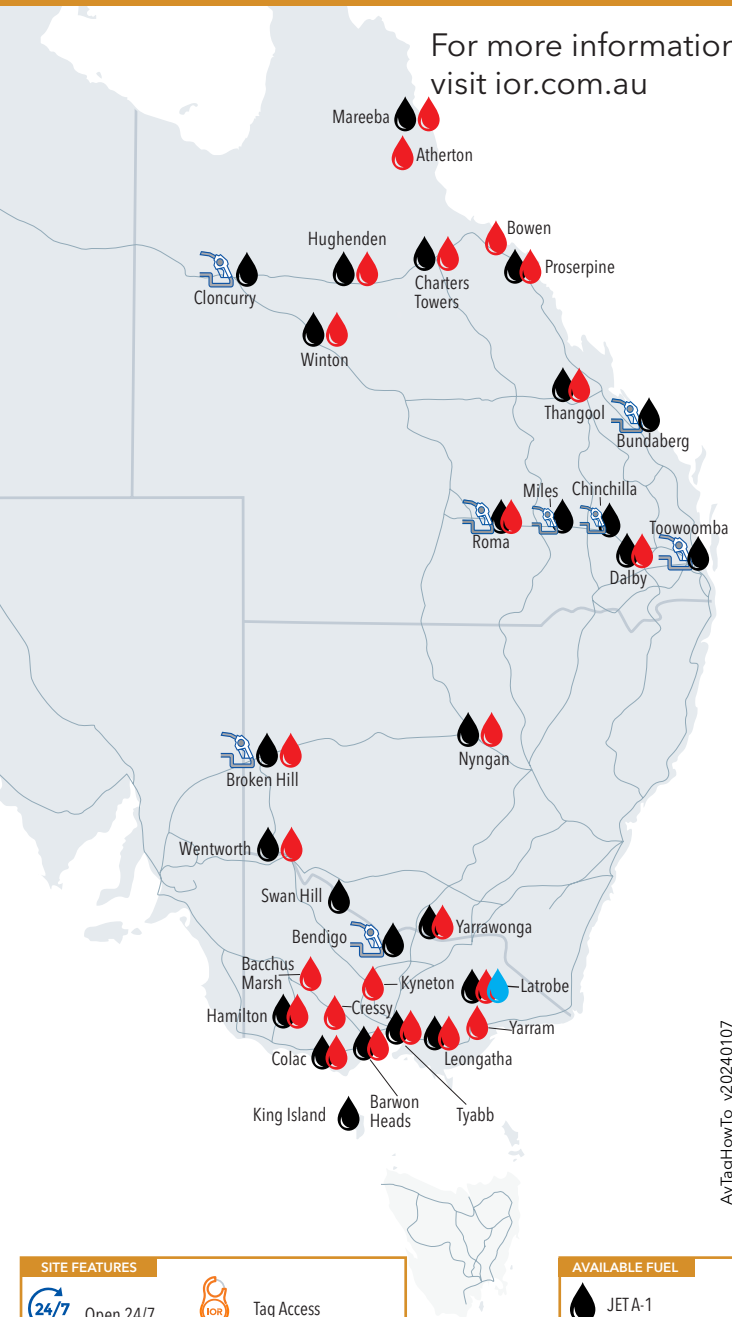 For more information
visit ior.com.au
Mareeba
Atherton
Bowen
Hughenden
Proserpine
Charters
Towers
Cloncurry
Winton
Thangool
Bundaberg
Miles
Chinchilla
Toowoomba
Roma
Dalby
Nyngan
Broken Hill
Wentworth
Swan Hill
Yarrawonga
Bendigo
Bacchus
Marsh
Kyneton
Latrobe
Hamilton
Cressy
Yarram
Colac
Leongatha
Barwon
Heads
King Island
Tyabb
AvTagHowTo_v20240107
SITE FEATURES
24/7
Open 24/7
IOR
Tag Access
AVAILABLE FUEL
JET A-1